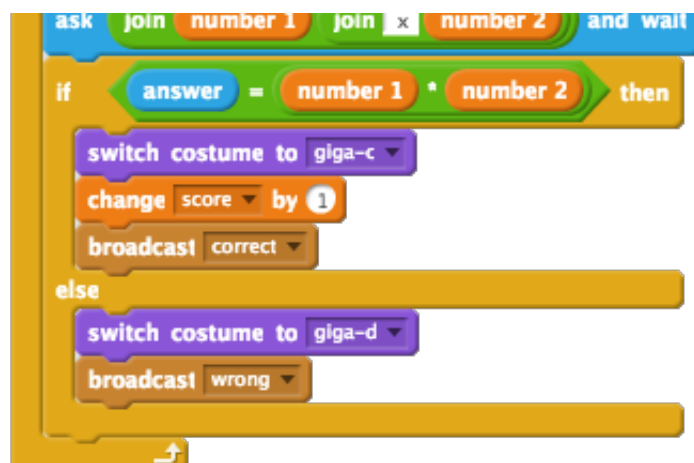 ask join number 1 join x number 2 and wait
if answer = number 1 * number 2 then
switch costume to giga-c
change score by 1
broadcast correct
else
switch costume to giga-d
broadcast wrong